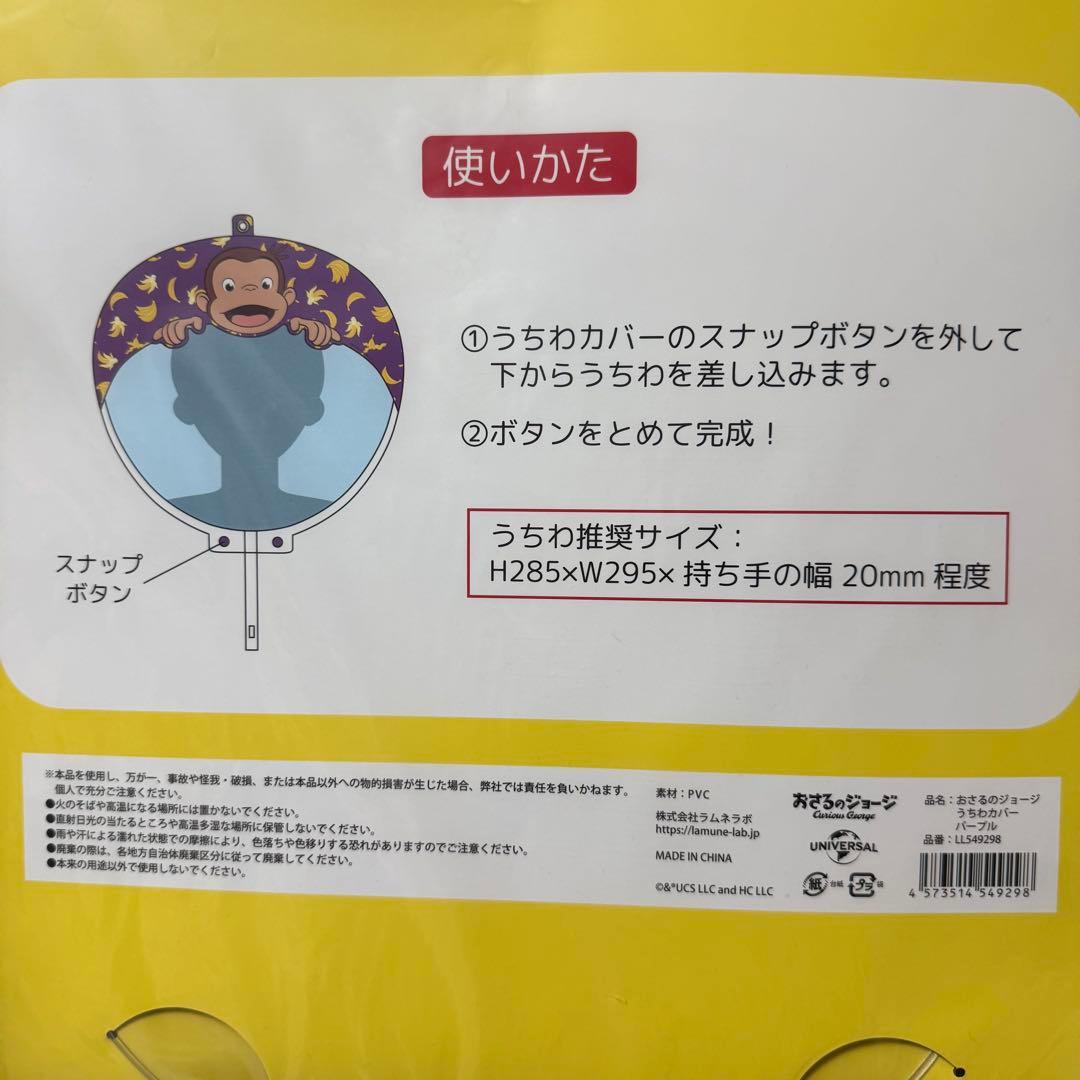 使いかた
①うちわカバーのスナップボタンを外して
下からうちわを差し込みます。
②ボタンをとめて完成！
うちわ推奨サイズ：
H285×W295× 持ち手の幅 20mm 程度
スナップ
ボタン
※本品を使用し、万が一、事故や怪我・破損、または本品以外への物的損害が生じた場合、弊社では責任を負いかねます。
個人で充分ご注意ください。
●火のそばや高温になる場所には置かないでください。
●直射日光の当たるところや高温多湿な場所に保管しないでください。
●雨や汗による濡れた状態での摩擦により、色落ちや色移りする恐れがありますのでご注意ください。
●廃棄の際は、各地方自治体廃棄区分に従って廃棄してください。
●本来の用途以外で使用しないでください。
素材：PVC
株式会社ラムネラボ
https://lamune-lab.jp
MADE IN CHINA
©&®UCS LLC and HC LLC
おさるのジョージ
Curious George
UNIVERSAL
紙 台紙 プラ 袋
品名：おさるのジョージ
うちわカバー
パープル
品番：LL549298
4 573514 549298